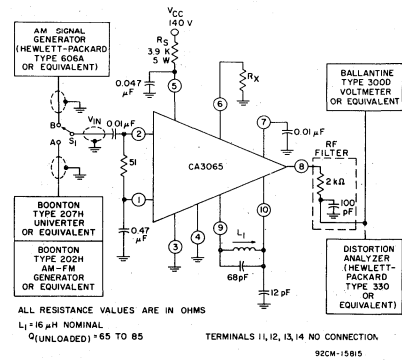 AM SIGNAL
GENERATOR
(HEWLETT-PACKARD
TYPE 606A
OR EQUIVALENT)
VCC
140 V
RS
3.9 K
5 W
0.047
µF
5
6
RX
BALLANTINE
TYPE 300D
VOLTMETER
OR EQUIVALENT
7
0.01 µF
RF
FILTER
B
S1
A
VIN
0.01 µF
2
51
1
CA3065
8
2 kΩ
100
pF
BOONTON
TYPE 207H
UNIVERTER
OR EQUIVALENT
BOONTON
TYPE 202H
AM-FM
GENERATOR
OR EQUIVALENT
0.47
µF
3
4
9
10
L1
68pF
12 pF
DISTORTION
ANALYZER
(HEWLETT-
PACKARD
TYPE 330
OR
EQUIVALENT)
ALL RESISTANCE VALUES ARE IN OHMS
L1 = 16 µH NOMINAL
Q(UNLOADED) = 65 TO 85
TERMINALS 11, 12, 13, 14 NO CONNECTION
92CM-15815